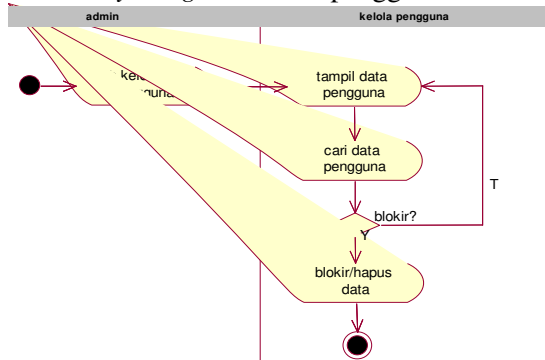 admin
kelola pengguna
tampil data
pengguna
cari data
pengguna
blokir?
T
Y
blokir/hapus
data